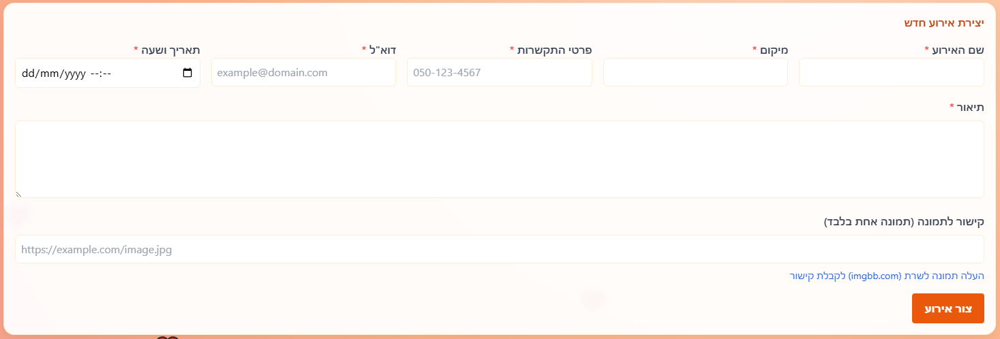 יצירת אירוע חדש
שם האירוע *
מיקום *
פרטי התקשרות *
דוא"ל *
תאריך ושעה *
050-123-4567
example@domain.com
dd/mm/yyyy --:--
תיאור *
קישור לתמונה (תמונה אחת בלבד)
https://example.com/image.jpg
העלה תמונה לשרת (imgbb.com) לקבלת קישור
צור אירוע